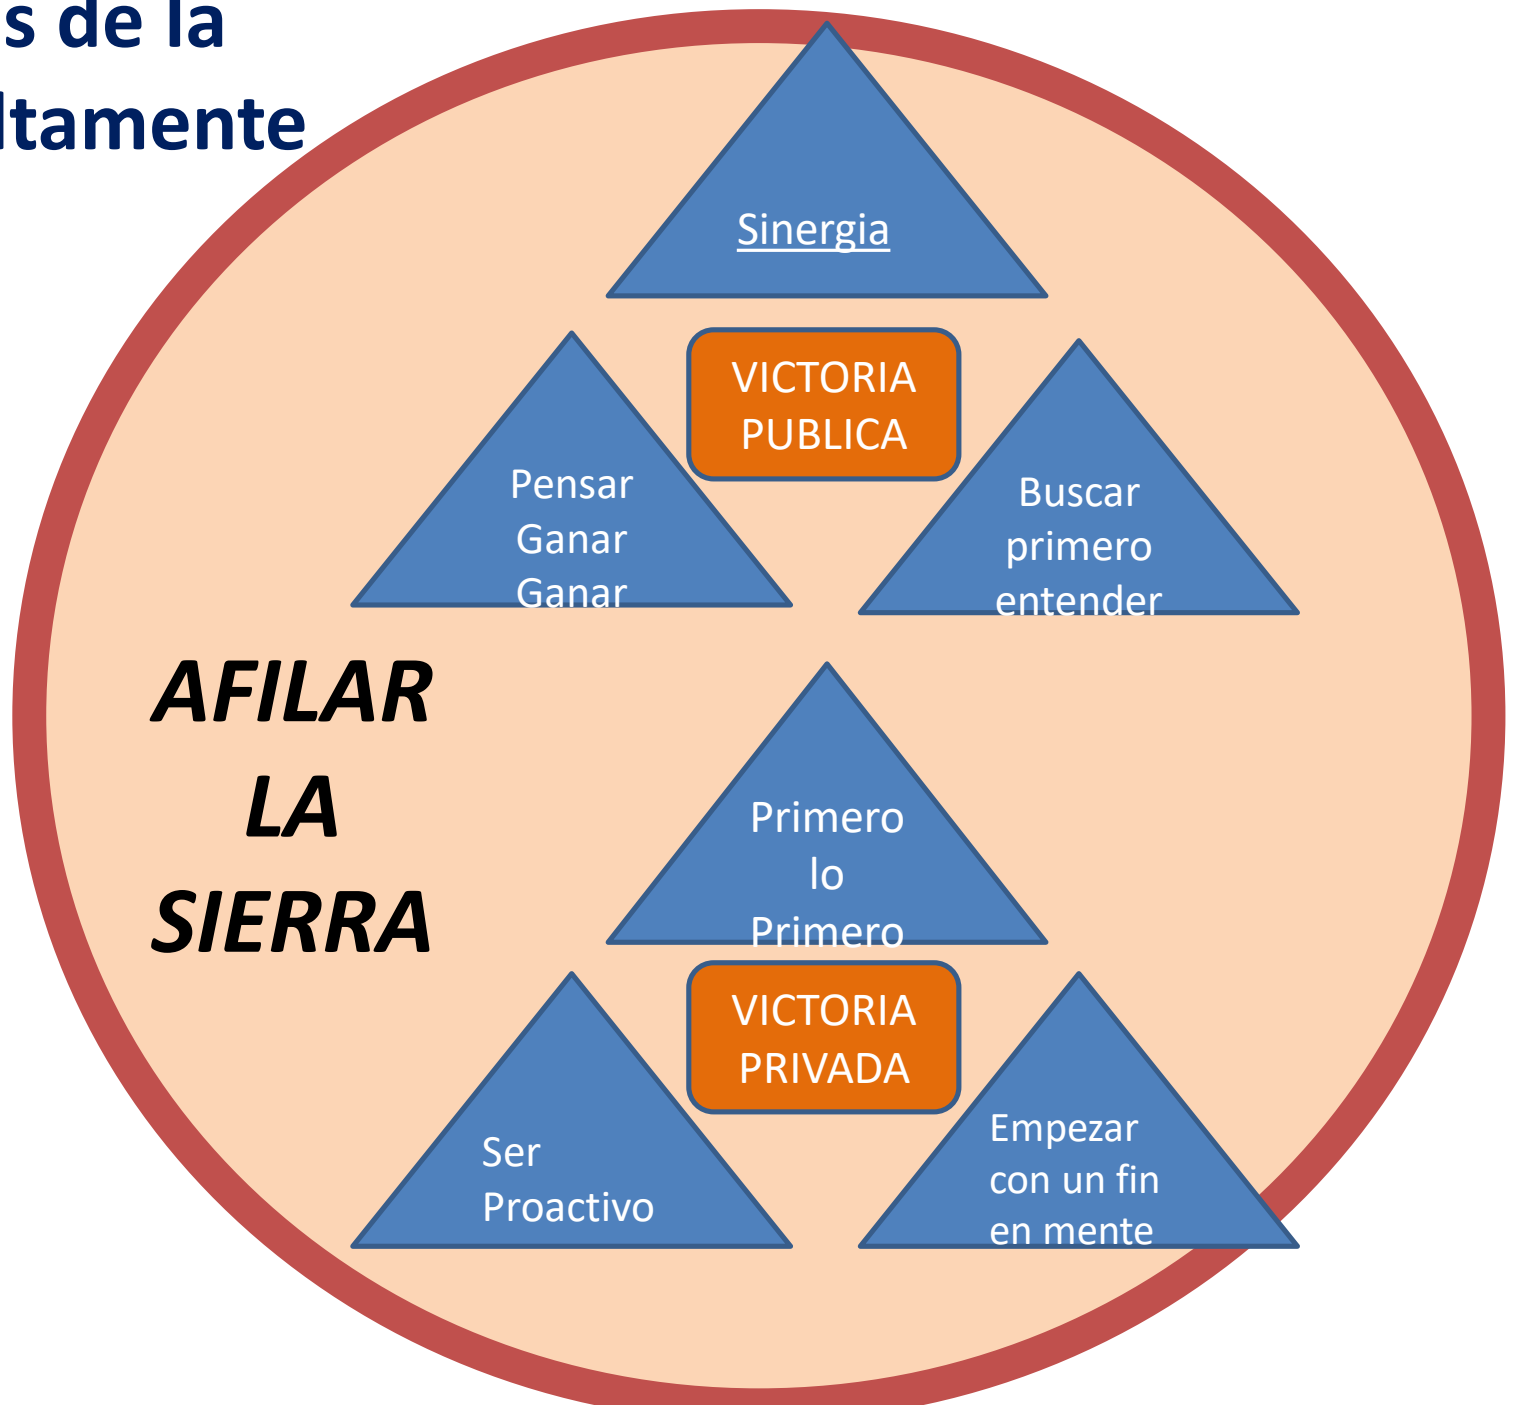 s de la
ltamente
Sinergia
VICTORIA
PUBLICA
Pensar
Ganar
Ganar
Buscar
primero
entender
AFILAR
LA
SIERRA
Primero
lo
Primero
VICTORIA
PRIVADA
Ser
Proactivo
Empezar
con un fin
en mente